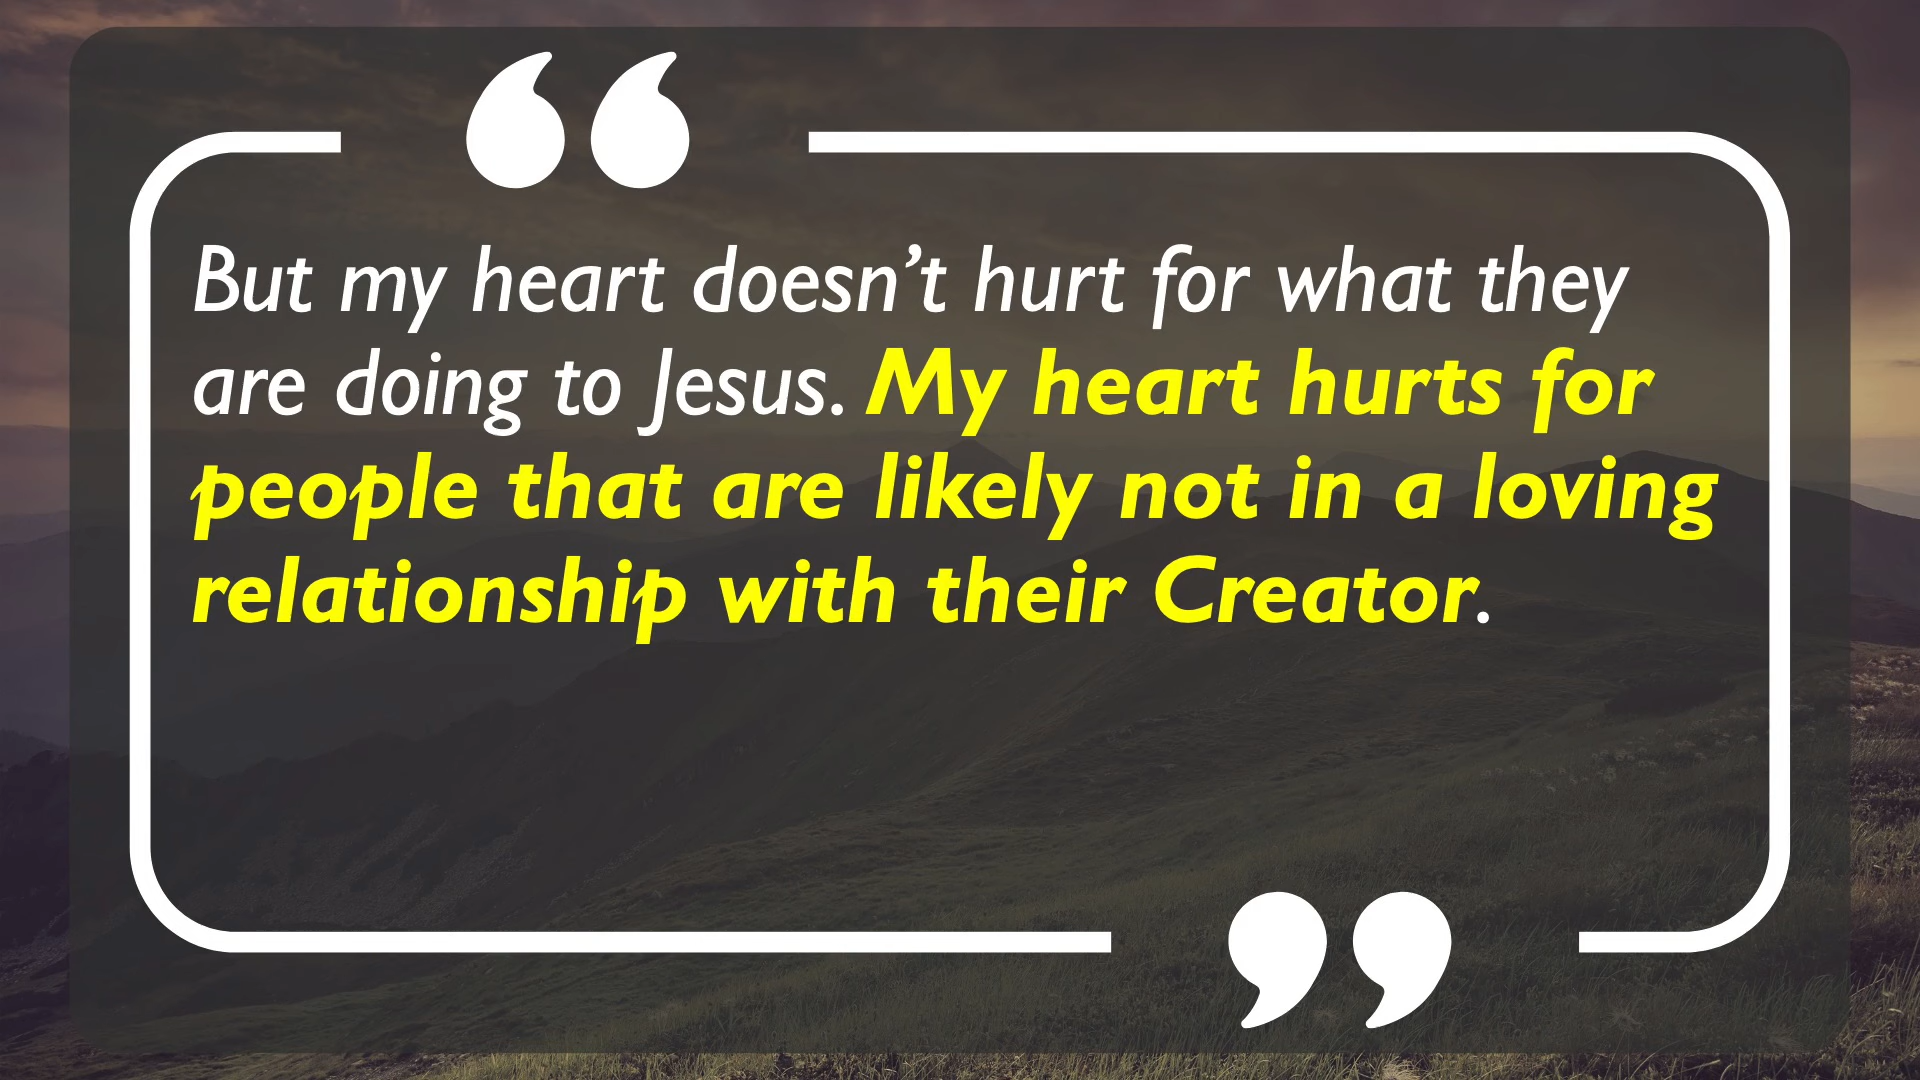 “
But my heart doesn’t hurt for what they
are doing to Jesus. My heart hurts for
people that are likely not in a loving
relationship with their Creator.
”